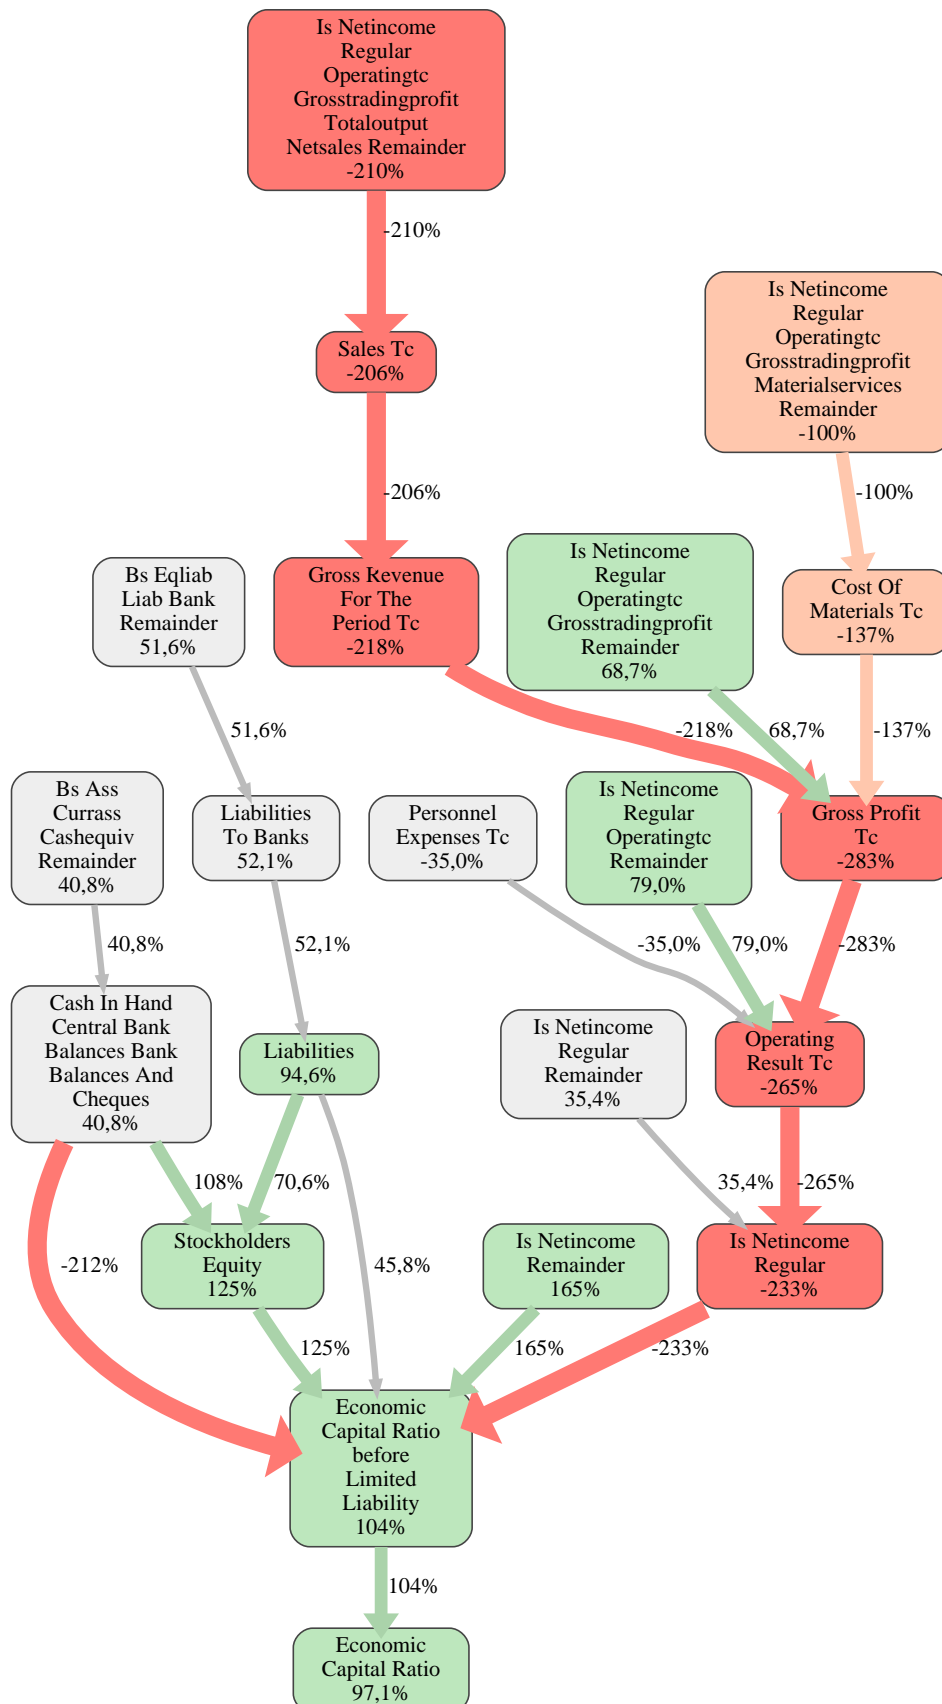 Is Netincome
Regular
Operatingtc
Grosstradingprofit
Totaloutput
Netsales Remainder
-210%
-210%
Is Netincome
Regular
Operatingtc
Grosstradingprofit
Materialservices
Remainder
-100%
Sales Tc
-206%
-100%
-206%
Is Netincome
Regular
Operatingtc
Grosstradingprofit
Remainder
68,7%
Bs Eqliab
Liab Bank
Remainder
51,6%
Gross Revenue
For The
Period Tc
-218%
Cost Of
Materials Tc
-137%
51,6%
-218%
68,7%
-137%
Bs Ass
Currass
Cashequiv
Remainder
40,8%
Liabilities
To Banks
52,1%
Personnel
Expenses Tc
-35,0%
Is Netincome
Regular
Operatingtc
Remainder
79,0%
Gross Profit
Tc
-283%
40,8%
52,1%
-35,0%
79,0%
-283%
Cash In Hand
Central Bank
Balances Bank
Balances And
Cheques
40,8%
Liabilities
94,6%
Is Netincome
Regular
Remainder
35,4%
Operating
Result Tc
-265%
108%
70,6%
35,4%
-265%
-212%
Stockholders
Equity
125%
45,8%
Is Netincome
Remainder
165%
Is Netincome
Regular
-233%
125%
165%
-233%
Economic
Capital Ratio
before
Limited
Liability
104%
104%
Economic
Capital Ratio
97,1%